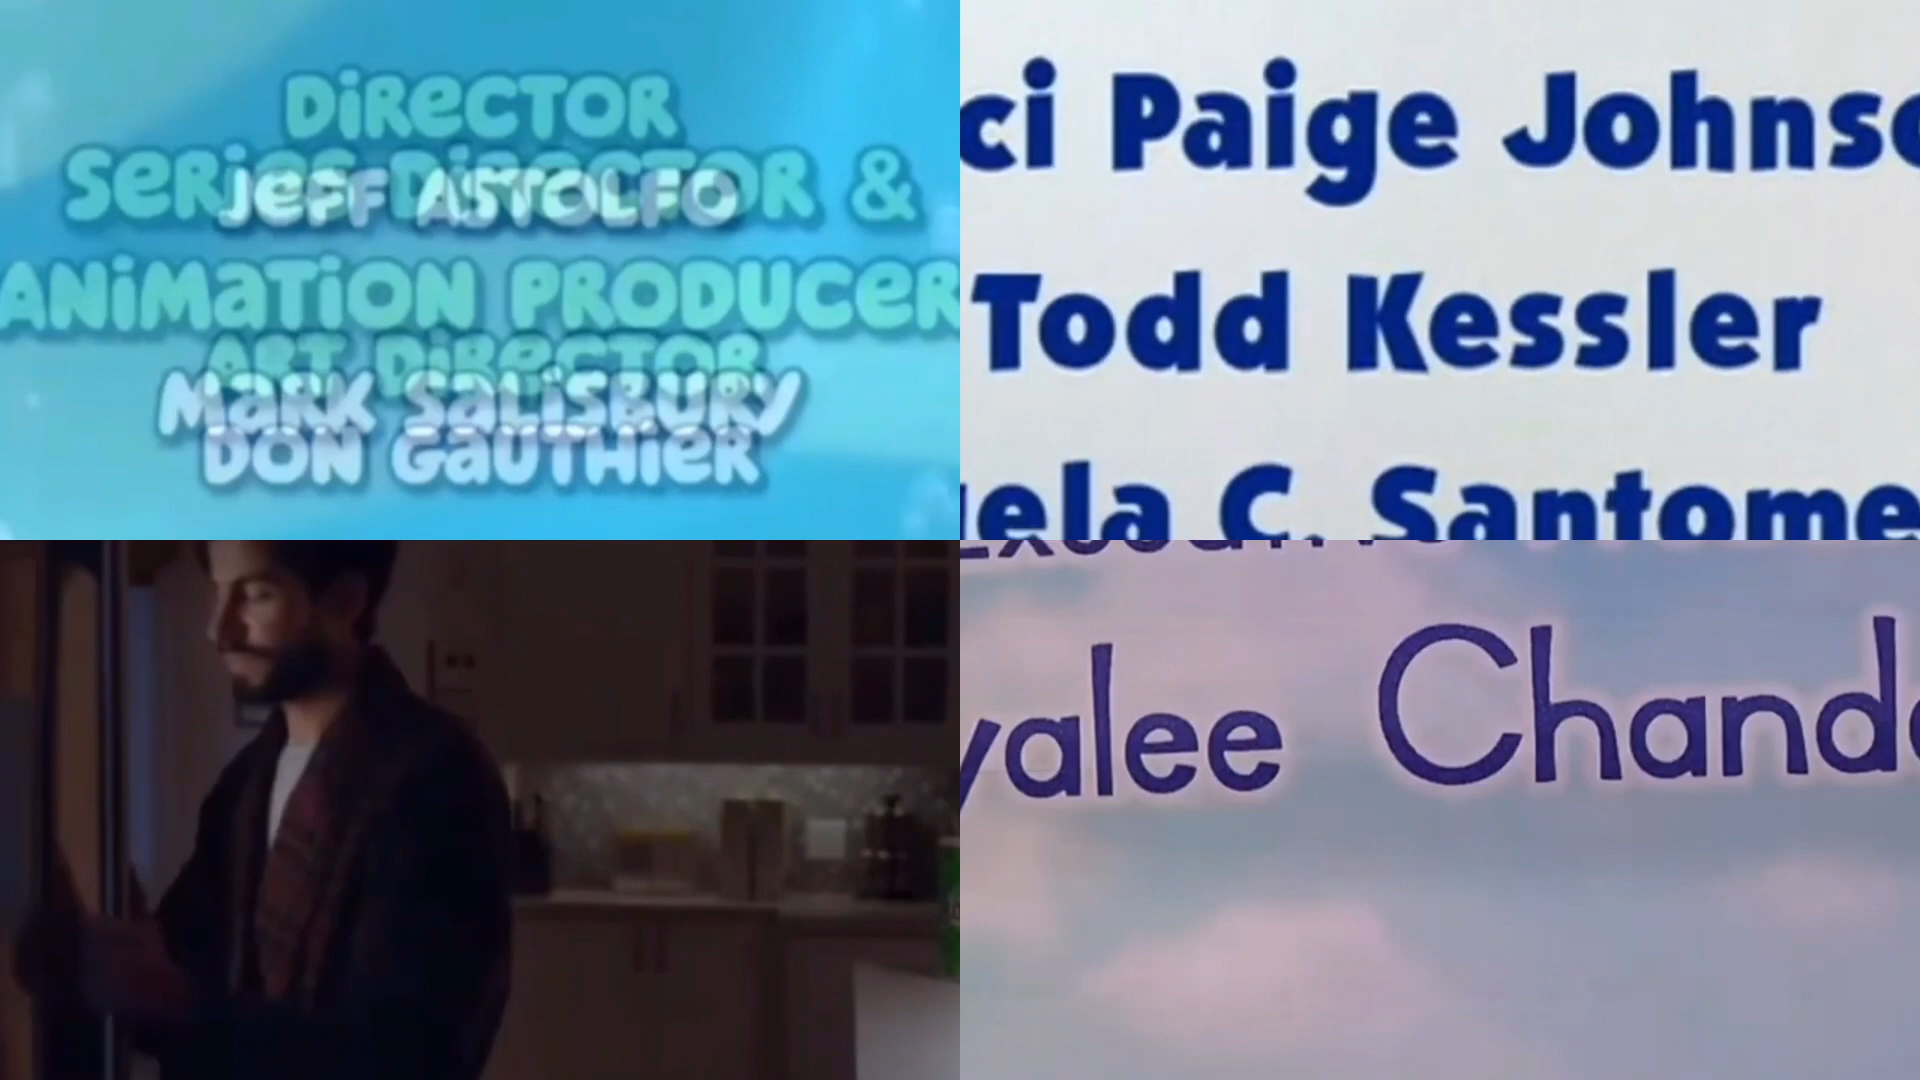 DiRecTOR
SeRieS DiRecTOR &
JeFF ASTOLFO
ANiMaTiON PRODUCeR
ART DiRecTOR
MaRK SaLiSBURY
DON GaUTHieR
ci Paige Johnso
Todd Kessler
ela C. Santome
Executive
yalee Chand